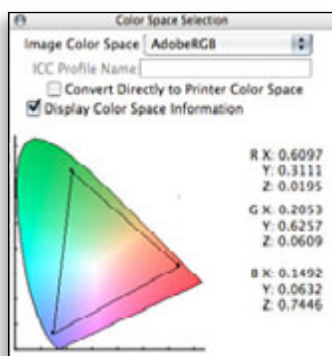 Color Space Selection
Image Color Space AdobeRGB
ICC Profile Name
Convert Directly to Printer Color Space
Display Color Space Information
R X: 0.6097
Y: 0.3111
Z: 0.0195
G X: 0.2053
Y: 0.6257
Z: 0.0609
B X: 0.1492
Y: 0.0632
Z: 0.7446